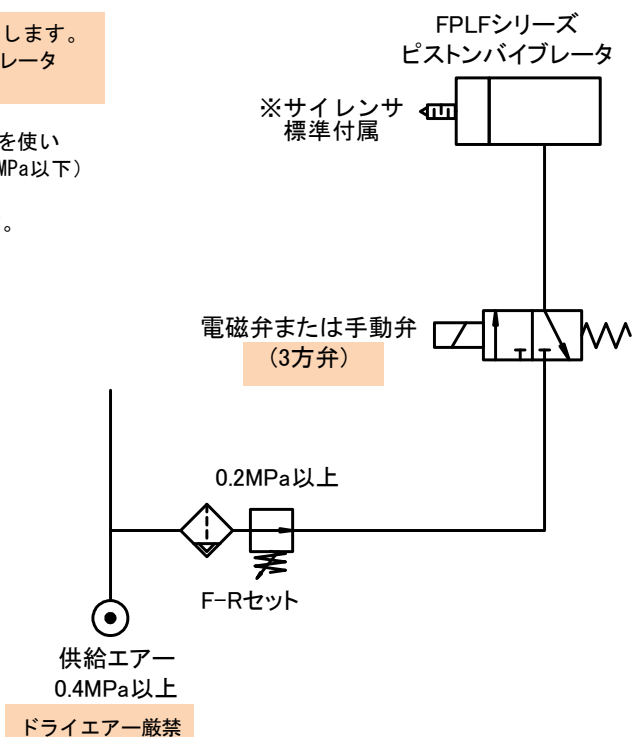 します。
レータ
を使い
MPa以下）
。
FPLFシリーズ
ピストンバイブレータ
※サイレンサ
標準付属
電磁弁または手動弁
（3方弁）
0.2MPa以上
F-Rセット
供給エアー
0.4MPa以上
ドライエアー厳禁